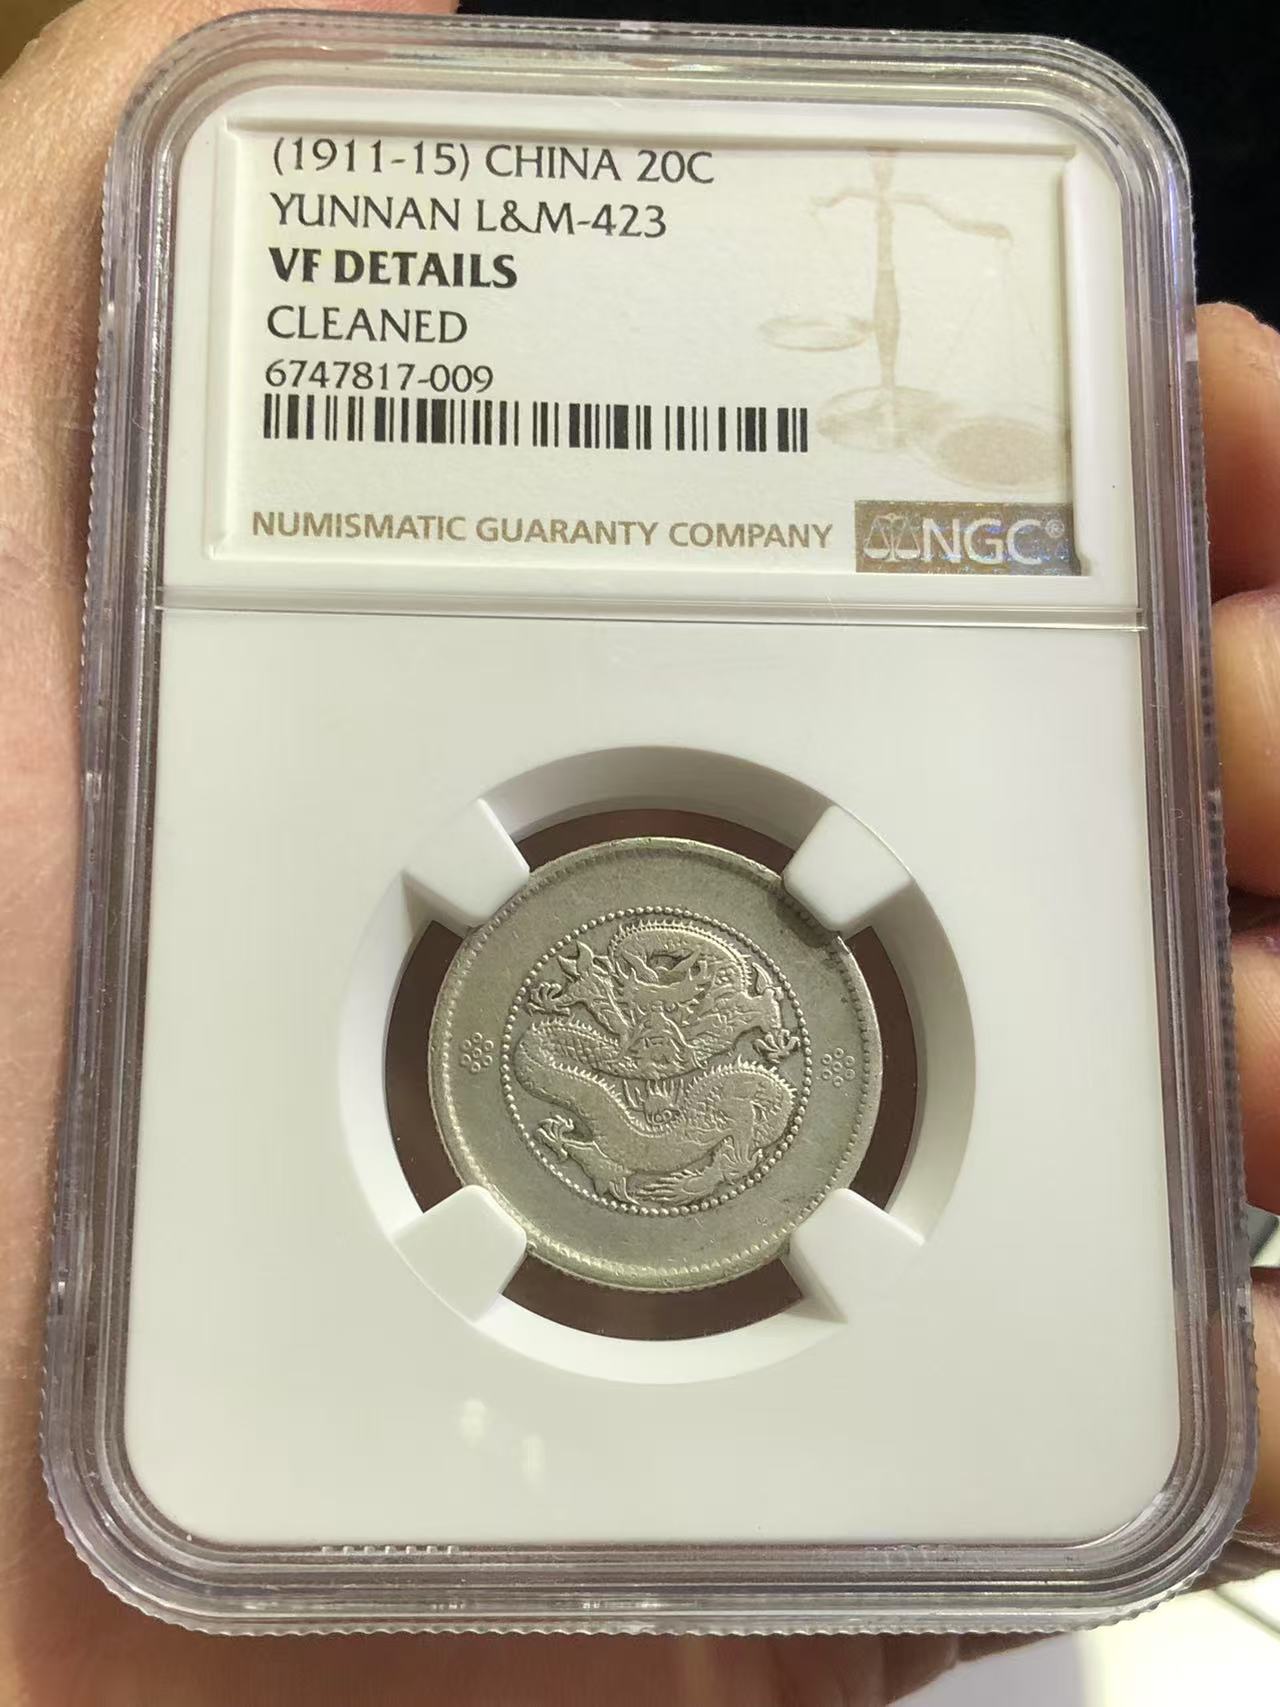 (1911-15) CHINA 20C
YUNNAN L&M-423
VF DETAILS
CLEANED
6747817-009
NUMISMATIC GUARANTY COMPANY
NGC®